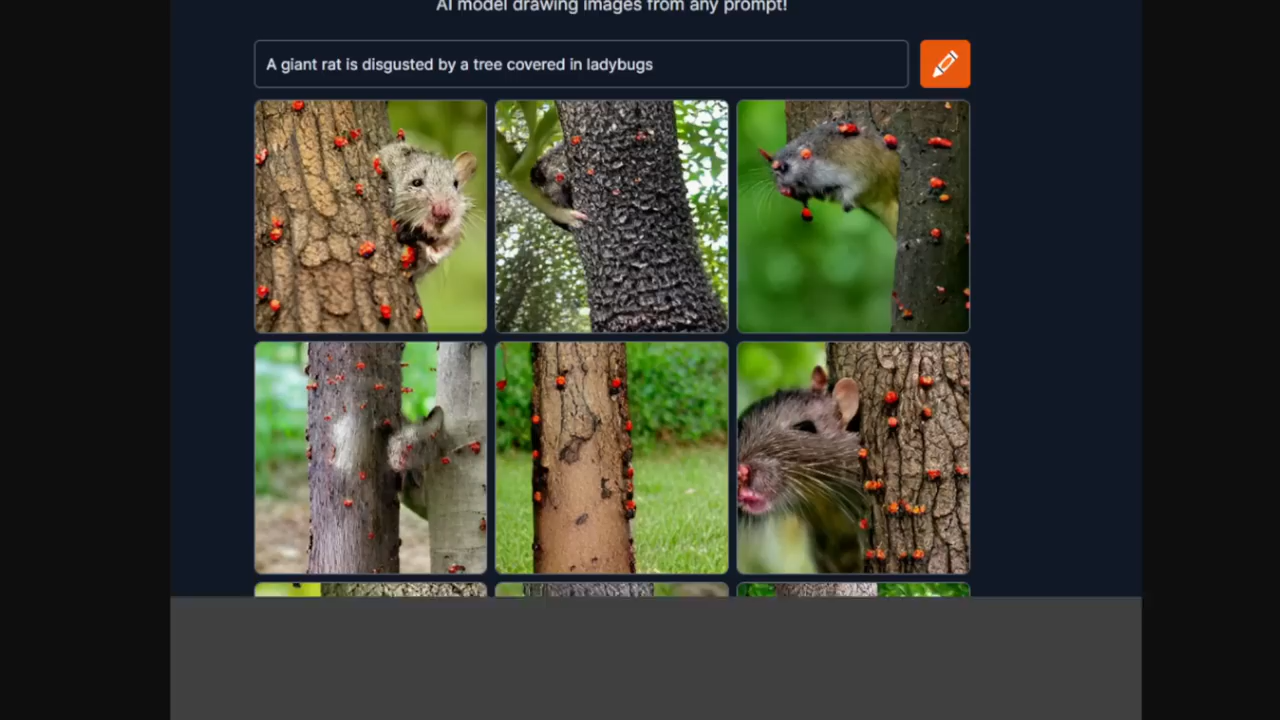 AI model drawing images from any prompt!
A giant rat is disgusted by a tree covered in ladybugs